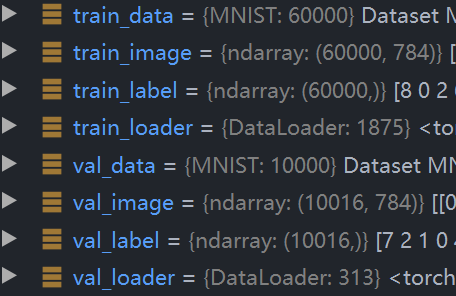 train_data = {MNIST: 60000} Dataset M
train_image = {ndarray: (60000, 784)} [
train_label = {ndarray: (60000,)} [8 0 2
train_loader = {DataLoader: 1875} <tor
val_data = {MNIST: 10000} Dataset MN
val_image = {ndarray: (10016, 784)} [[0
val_label = {ndarray: (10016,)} [7 2 1 0
val_loader = {DataLoader: 313} <torch